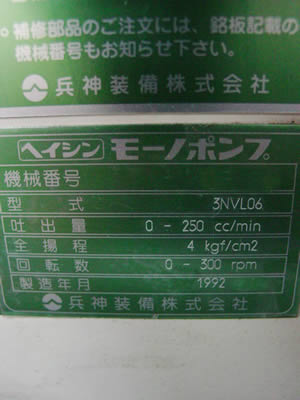 。補修部品のご注文には、銘板記載の
機械番号もお知らせ下さい。
兵神装備株式会社
ヘイシン モーノポンプ
機械番号
型式 3NVL06
吐出量 0 - 250 cc/min
全揚程 4 kgf/cm2
回転数 0 - 300 rpm
製造年月 1992
兵神装備株式会社